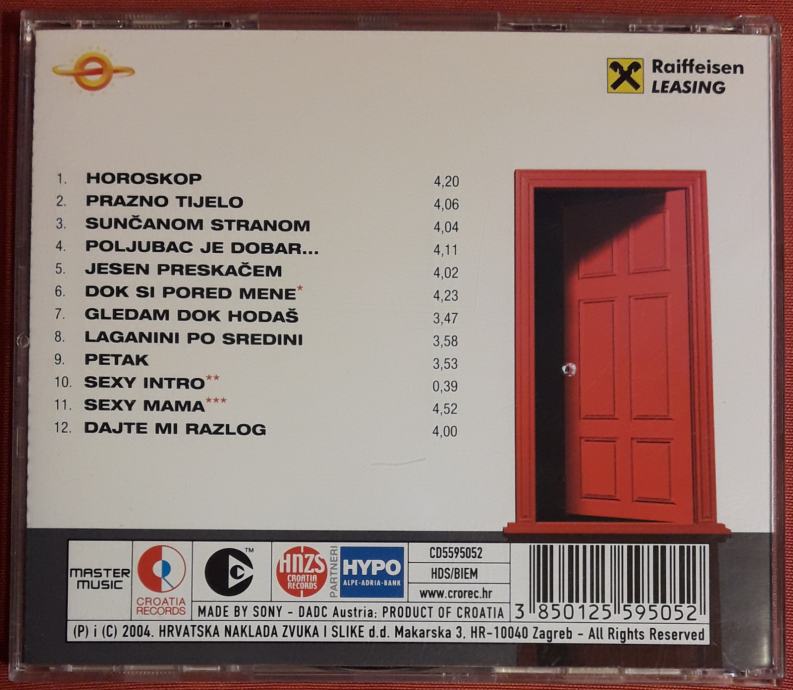 Raiffeisen
LEASING
1. HOROSKOP 4,20
2. PRAZNO TIJELO 4,06
3. SUNČANOM STRANOM 4,04
4. POLJUBAC JE DOBAR... 4,11
5. JESEN PRESKAČEM 4,02
6. DOK SI PORED MENE* 4,23
7. GLEDAM DOK HODAŠ 3,47
8. LAGANINI PO SREDINI 3,58
9. PETAK 3,53
10. SEXY INTRO** 0,39
11. SEXY MAMA*** 4,52
12. DAJTE MI RAZLOG 4,00
MASTER
MUSIC
CROATIA
RECORDS
TM
HNZS
CROATIA
RECORDS
PARTNERI
HYPO
ALPE-ADRIA-BANK
CD5595052
HDS/BIEM
www.crorec.hr
MADE BY SONY - DADC Austria; PRODUCT OF CROATIA
3 850125 595052
(P) i (C) 2004. HRVATSKA NAKLADA ZVUKA I SLIKE d.d. Makarska 3, HR-10040 Zagreb - All Rights Reserved